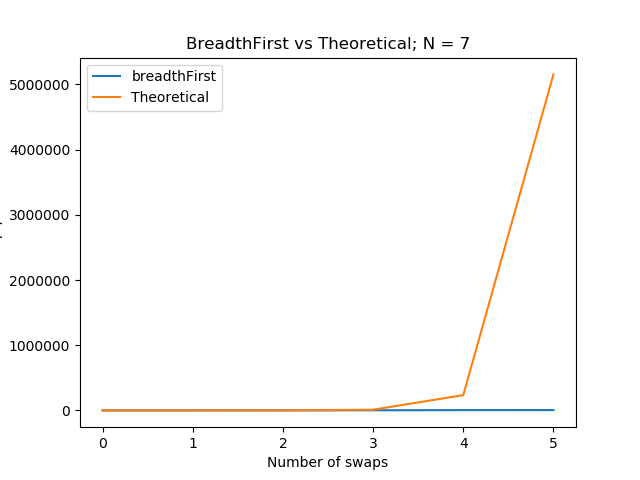 BreadthFirst vs Theoretical; N = 7
breadthFirst
Theoretical
5000000
4000000
3000000
2000000
1000000
0
0 1 2 3 4 5
Number of swaps